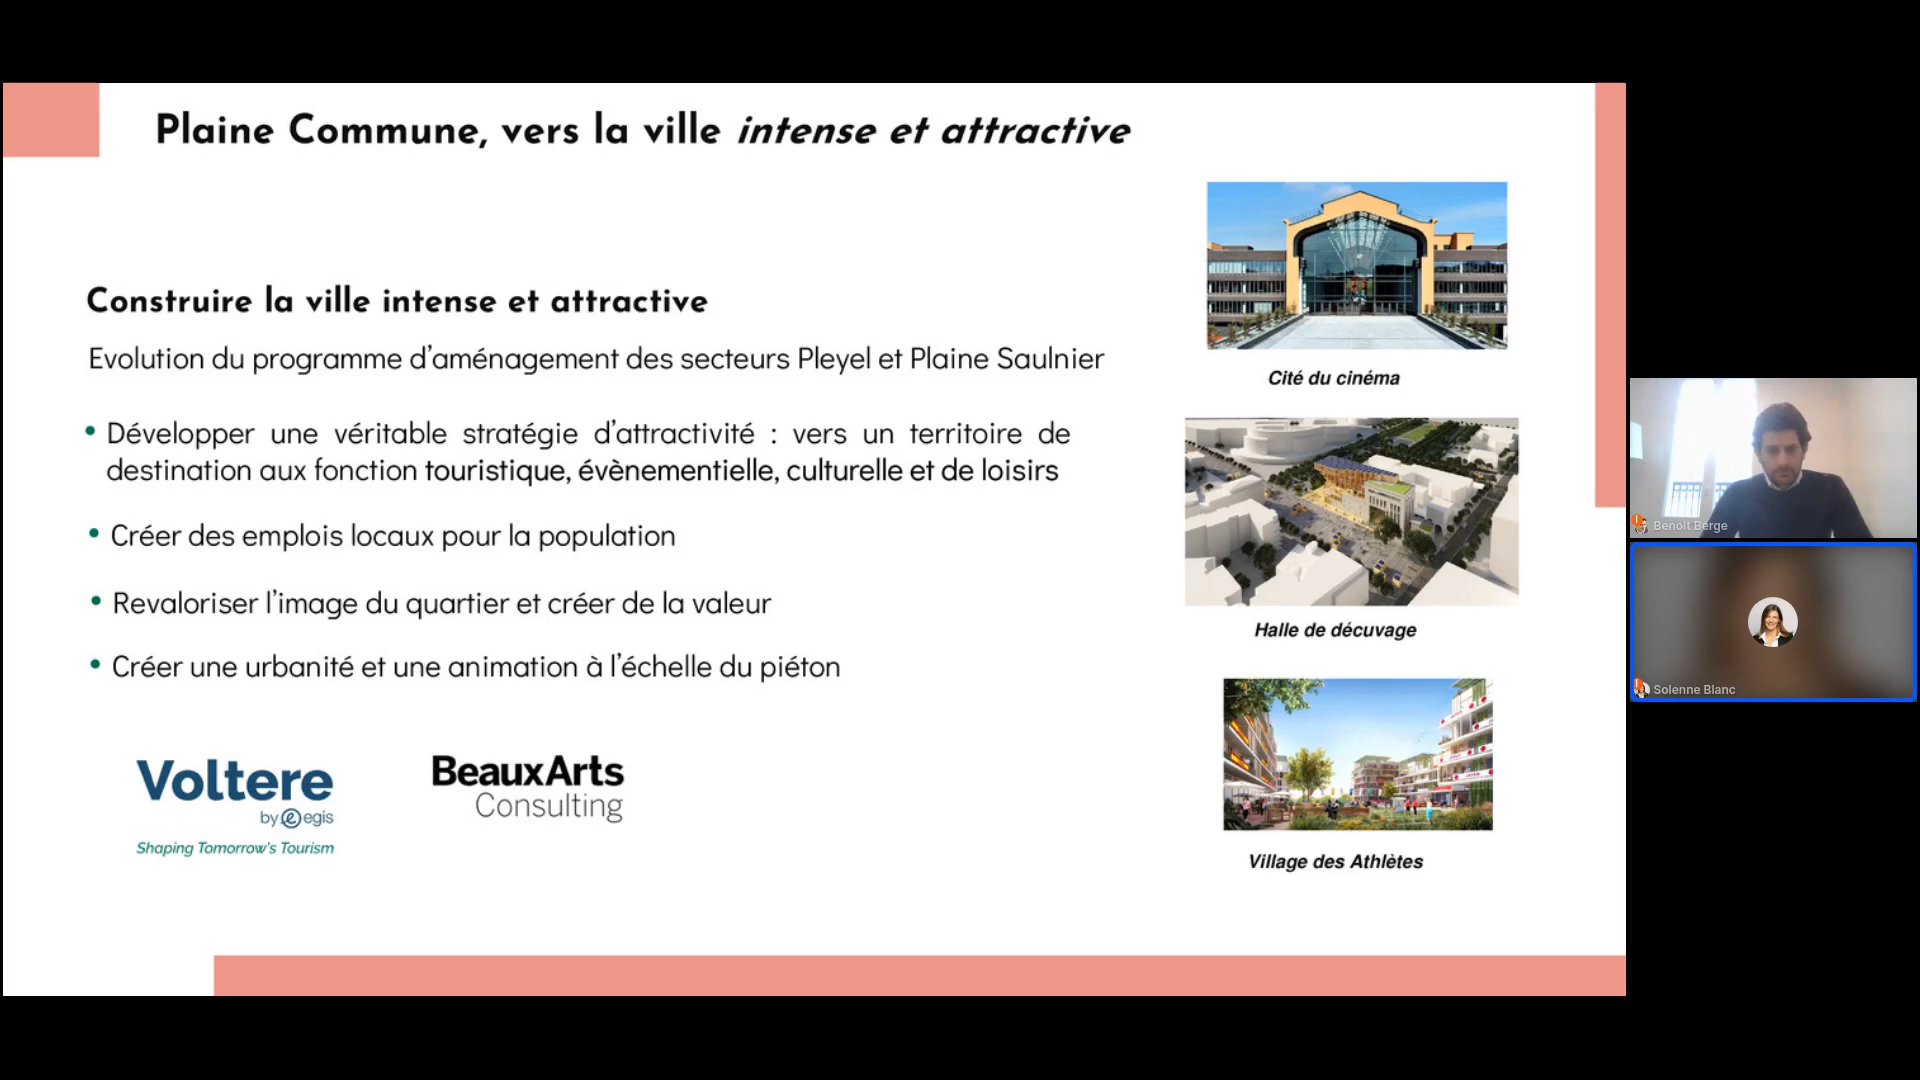 Plaine Commune, vers la ville intense et attractive
Construire la ville intense et attractive
Evolution du programme d'aménagement des secteurs Pleyel et Plaine Saulnier
• Développer une véritable stratégie d'attractivité : vers un territoire de
destination aux fonction touristique, évènementielle, culturelle et de loisirs
• Créer des emplois locaux pour la population
• Revaloriser l'image du quartier et créer de la valeur
• Créer une urbanité et une animation à l'échelle du piéton
Voltere
by egis
Shaping Tomorrow's Tourism
BeauxArts
Consulting
Cité du cinéma
Halle de décuvage
Village des Athlètes
Benoit Berge
Solenne Blanc